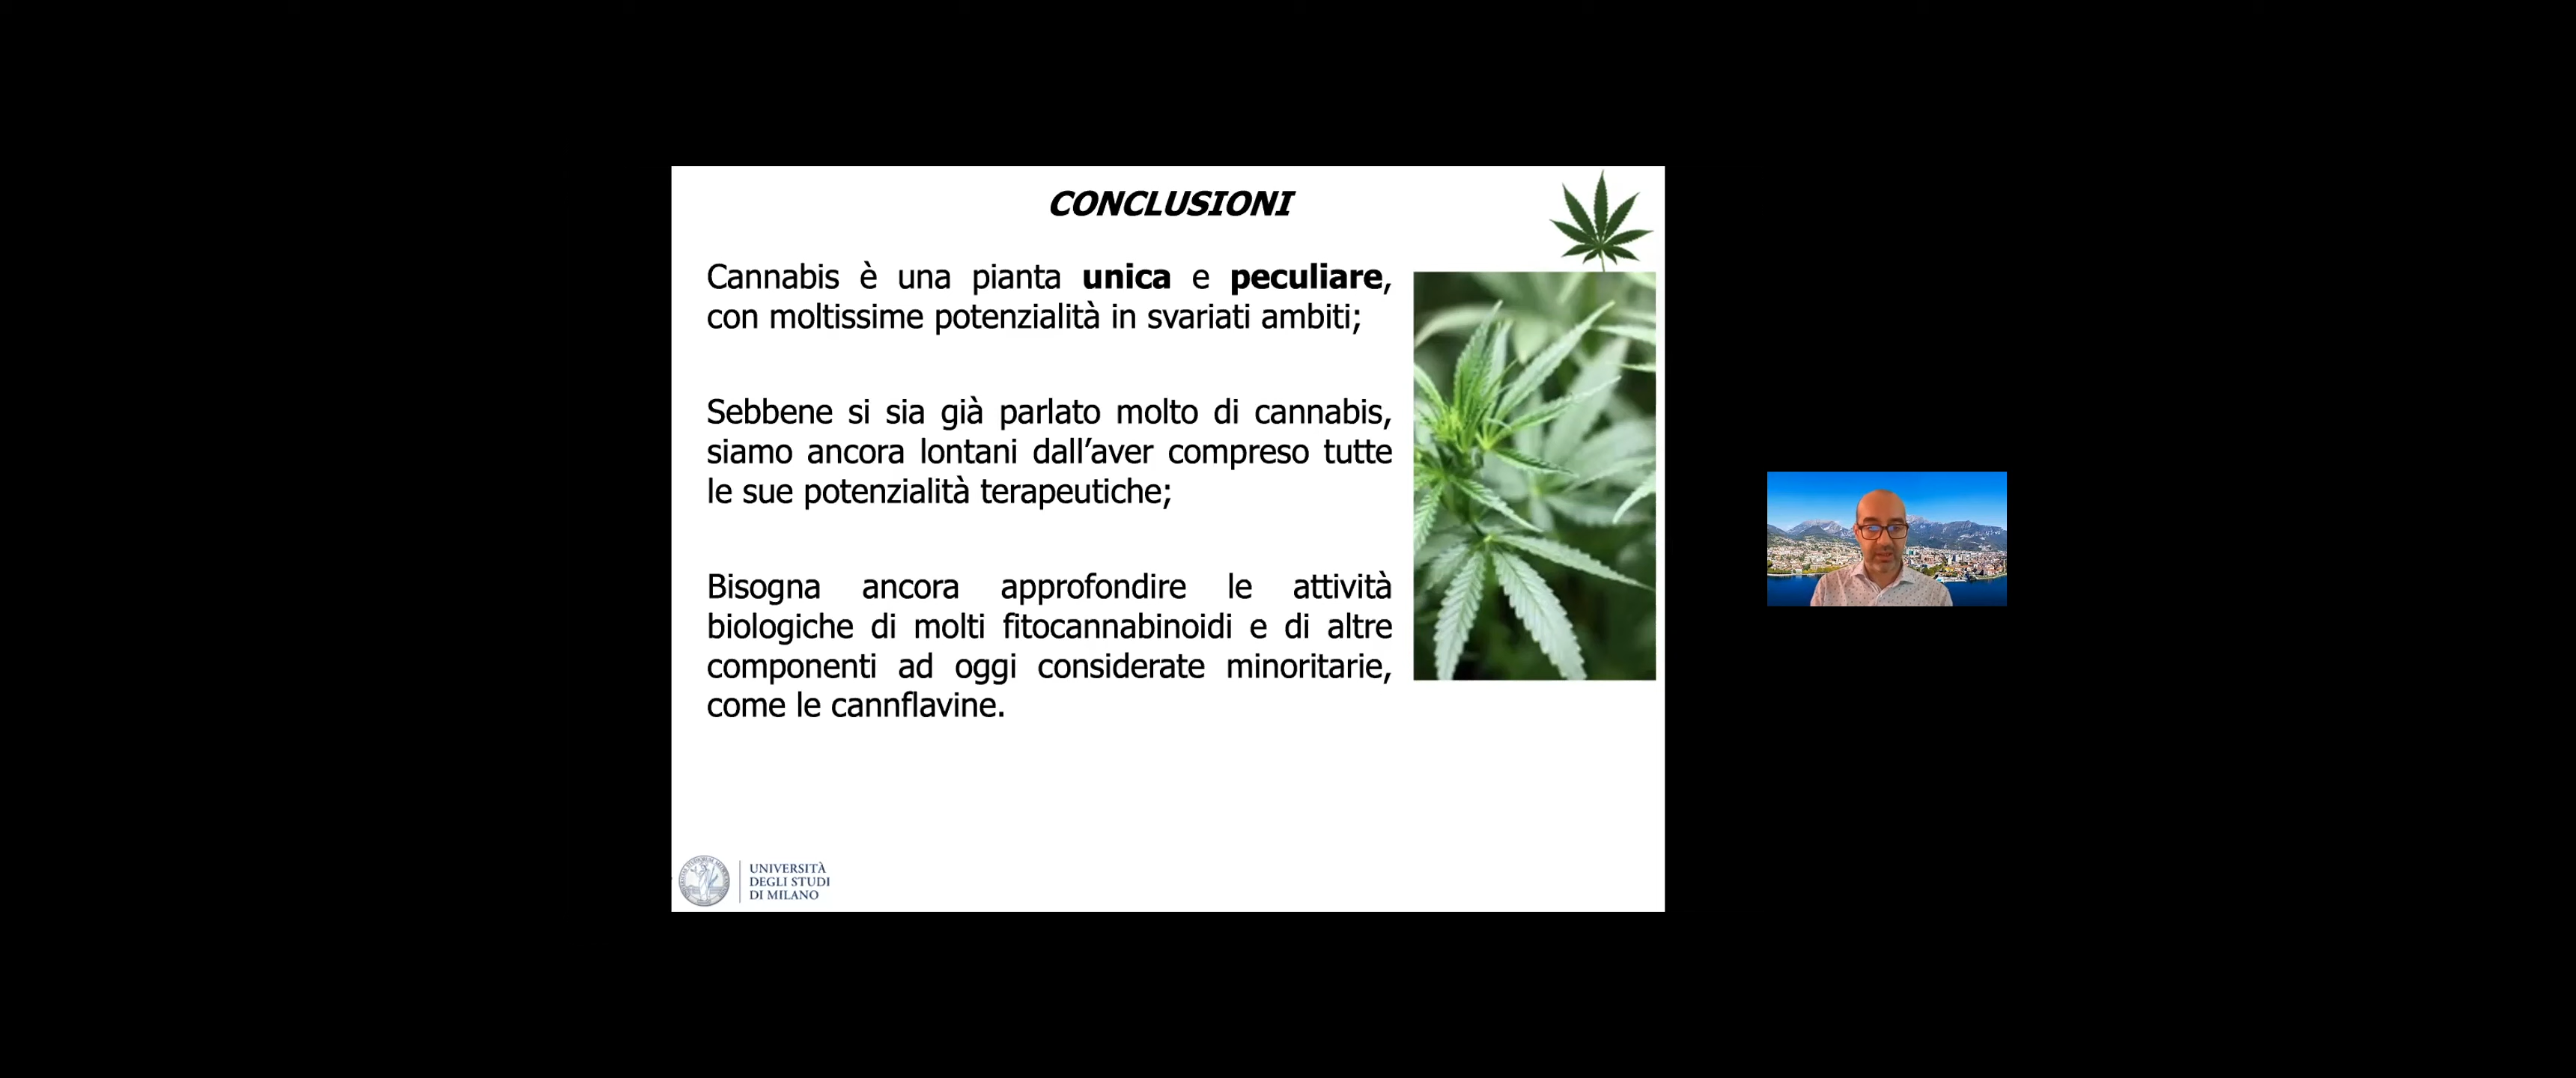 CONCLUSIONI
Cannabis è una pianta unica e peculiare,
con moltissime potenzialità in svariati ambiti;
Sebbene si sia già parlato molto di cannabis,
siamo ancora lontani dall’aver compreso tutte
le sue potenzialità terapeutiche;
Bisogna ancora approfondire le attività
biologiche di molti fitocannabinoidi e di altre
componenti ad oggi considerate minoritarie,
come le cannflavine.
UNIVERSITÀ
DEGLI STUDI
DI MILANO